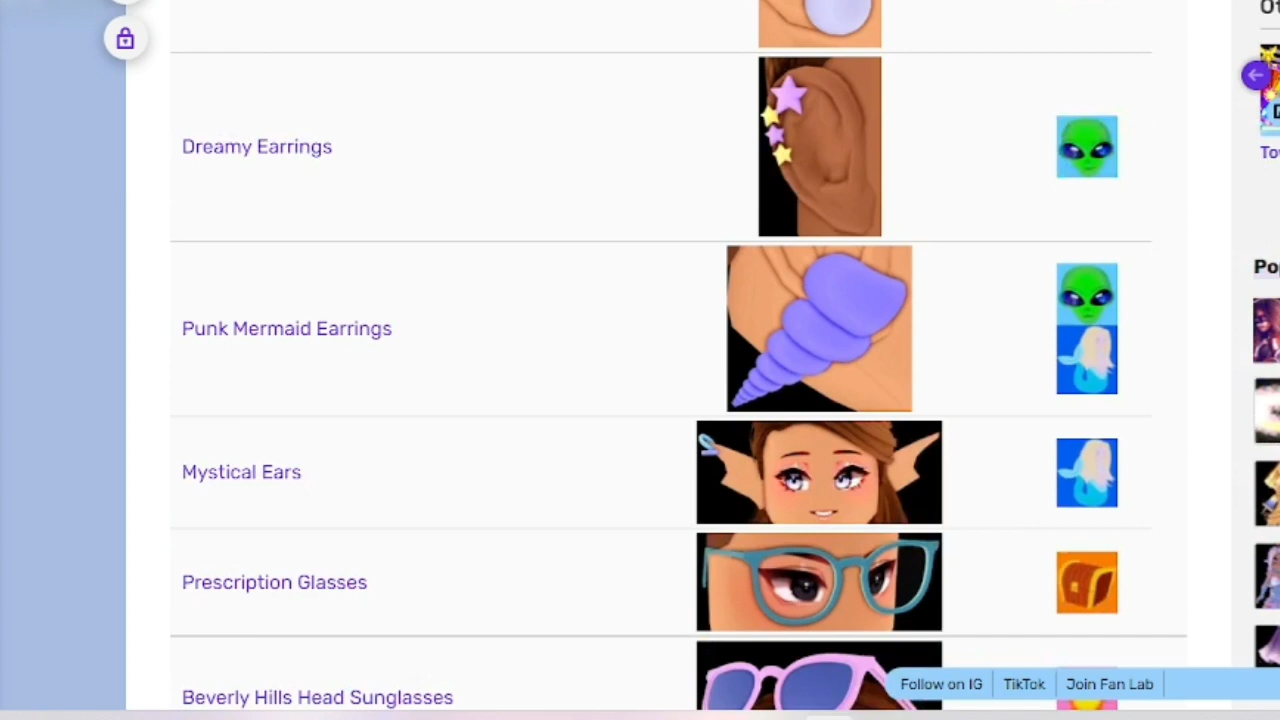 Dreamy Earrings
Punk Mermaid Earrings
Mystical Ears
Prescription Glasses
Beverly Hills Head Sunglasses
Follow on IG
TikTok
Join Fan Lab